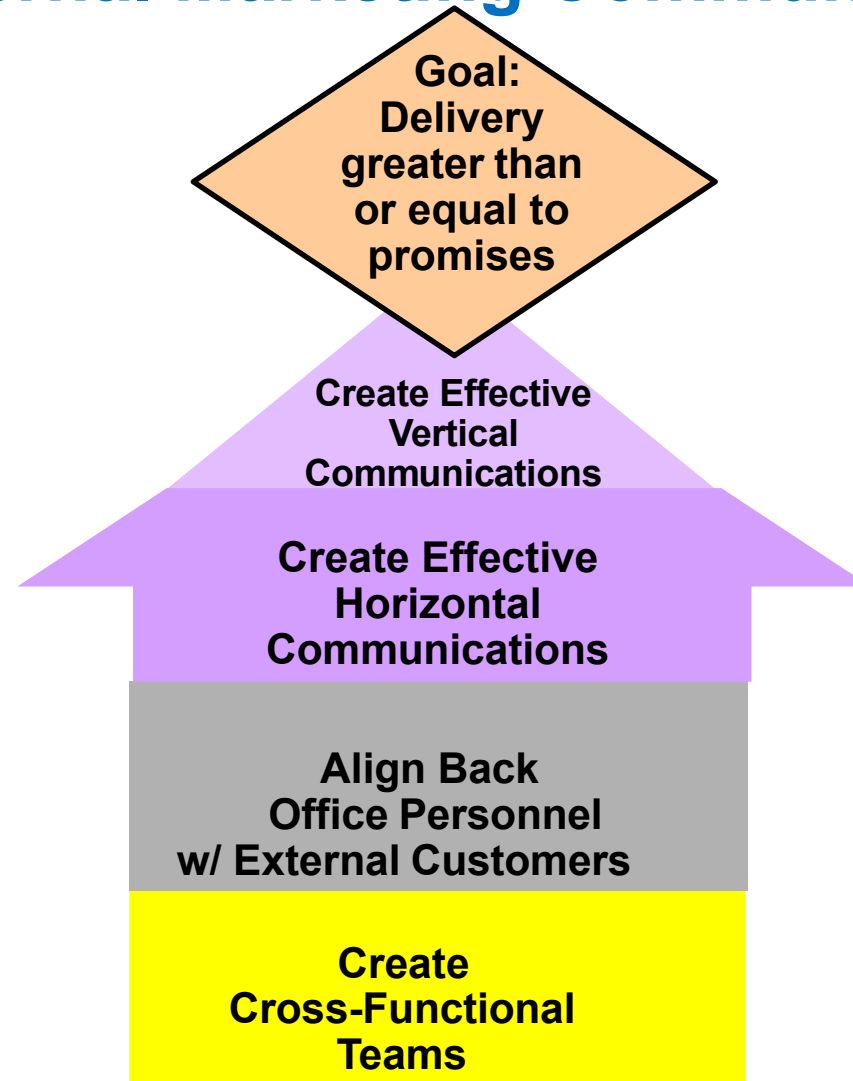 Goal:
Delivery
greater than
or equal to
promises
Create Effective
Vertical
Communications
Create Effective
Horizontal
Communications
Align Back
Office Personnel
w/ External Customers
Create
Cross-Functional
Teams